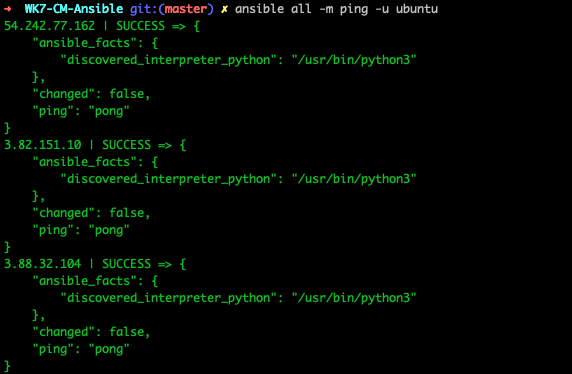 ➜ WK7-CM-Ansible git:(master) ✗ ansible all -m ping -u ubuntu
54.242.77.162 | SUCCESS => {
    "ansible_facts": {
        "discovered_interpreter_python": "/usr/bin/python3"
    },
    "changed": false,
    "ping": "pong"
}
3.82.151.10 | SUCCESS => {
    "ansible_facts": {
        "discovered_interpreter_python": "/usr/bin/python3"
    },
    "changed": false,
    "ping": "pong"
}
3.88.32.104 | SUCCESS => {
    "ansible_facts": {
        "discovered_interpreter_python": "/usr/bin/python3"
    },
    "changed": false,
    "ping": "pong"
}